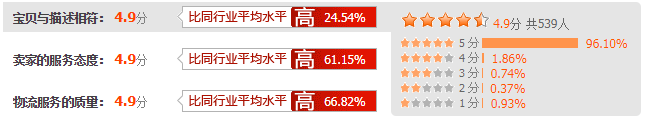 宝贝与描述相符： 4.9分 比同行业平均水平 高 24.54%
卖家的服务态度： 4.9分 比同行业平均水平 高 61.15%
物流服务的质量： 4.9分 比同行业平均水平 高 66.82%
4.9分 共539人
5 分 96.10%
4 分 1.86%
3 分 0.74%
2 分 0.37%
1 分 0.93%